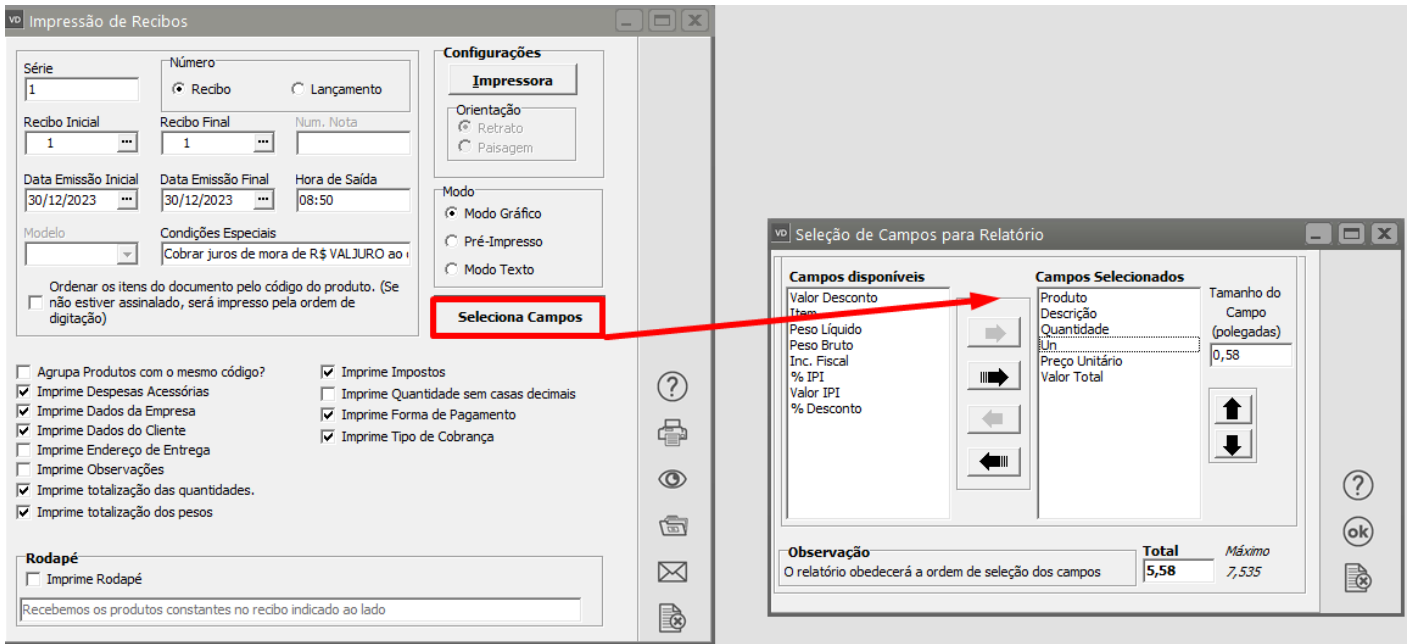 VD Impressão de Recibos
Série
1
Número
Recibo
Lançamento
Recibo Inicial
Recibo Final
Num. Nota
1
1
Data Emissão Inicial
Data Emissão Final
Hora de Saída
30/12/2023
30/12/2023
08:50
Modelo
Condições Especiais
Cobrar juros de mora de R$ VALJURO ao
Ordenar os itens do documento pelo código do produto. (Se
não estiver assinalado, será impresso pela ordem de
digitação)
Configurações
Impressora
Orientação
Retrato
Paisagem
Modo
Modo Gráfico
Pré-Impresso
Modo Texto
Seleciona Campos
Agrupa Produtos com o mesmo código?
Imprime Despesas Acessórias
Imprime Dados da Empresa
Imprime Dados do Cliente
Imprime Endereço de Entrega
Imprime Observações
Imprime totalização das quantidades.
Imprime totalização dos pesos
Imprime Impostos
Imprime Quantidade sem casas decimais
Imprime Forma de Pagamento
Imprime Tipo de Cobrança
Rodapé
Imprime Rodapé
Recebemos os produtos constantes no recibo indicado ao lado
VD Seleção de Campos para Relatório
Campos disponíveis
Valor Desconto
Item
Peso Líquido
Peso Bruto
Inc. Fiscal
% IPI
Valor IPI
% Desconto
Campos Selecionados
Produto
Descrição
Quantidade
Un
Preço Unitário
Valor Total
Tamanho do
Campo
(polegadas)
0,58
Observação
O relatório obedecerá a ordem de seleção dos campos
Total
5,58
Máximo
7,535
ok